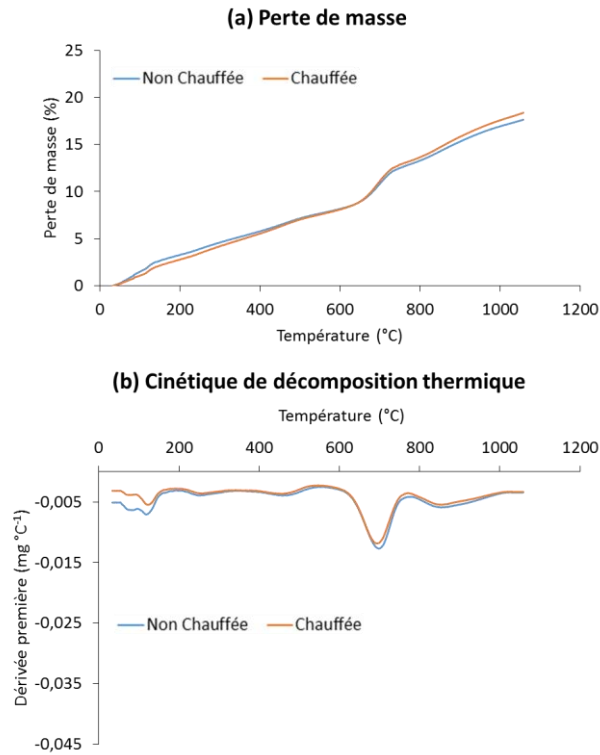 (a) Perte de masse
25
20
15
10
5
0
Perte de masse (%)
Non Chauffée
Chauffée
0 200 400 600 800 1000 1200
Température (°C)
(b) Cinétique de décomposition thermique
Température (°C)
0 200 400 600 800 1000 1200
-0,005
-0,015
-0,025
-0,035
-0,045
Dérivée première (mg °C⁻¹)
Non Chauffée
Chauffée